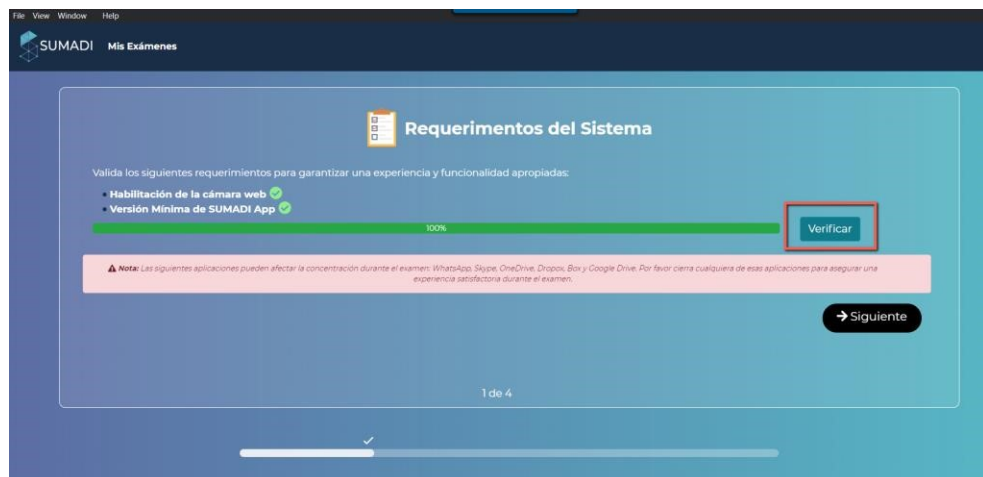 File View Window Help
SUMADI Mis Exámenes
Requerimentos del Sistema
Valida los siguientes requerimientos para garantizar una experiencia y funcionalidad apropiadas:
• Habilitación de la cámara web
• Versión Mínima de SUMADI App
100%
Verificar
Nota: Las siguientes aplicaciones pueden afectar la concentración durante el examen: WhatsApp, Skype, OneDrive, Dropox, Box y Google Drive. Por favor cierra cualquiera de esas aplicaciones para asegurar una
experiencia satisfactoria durante el examen.
→ Siguiente
1 de 4